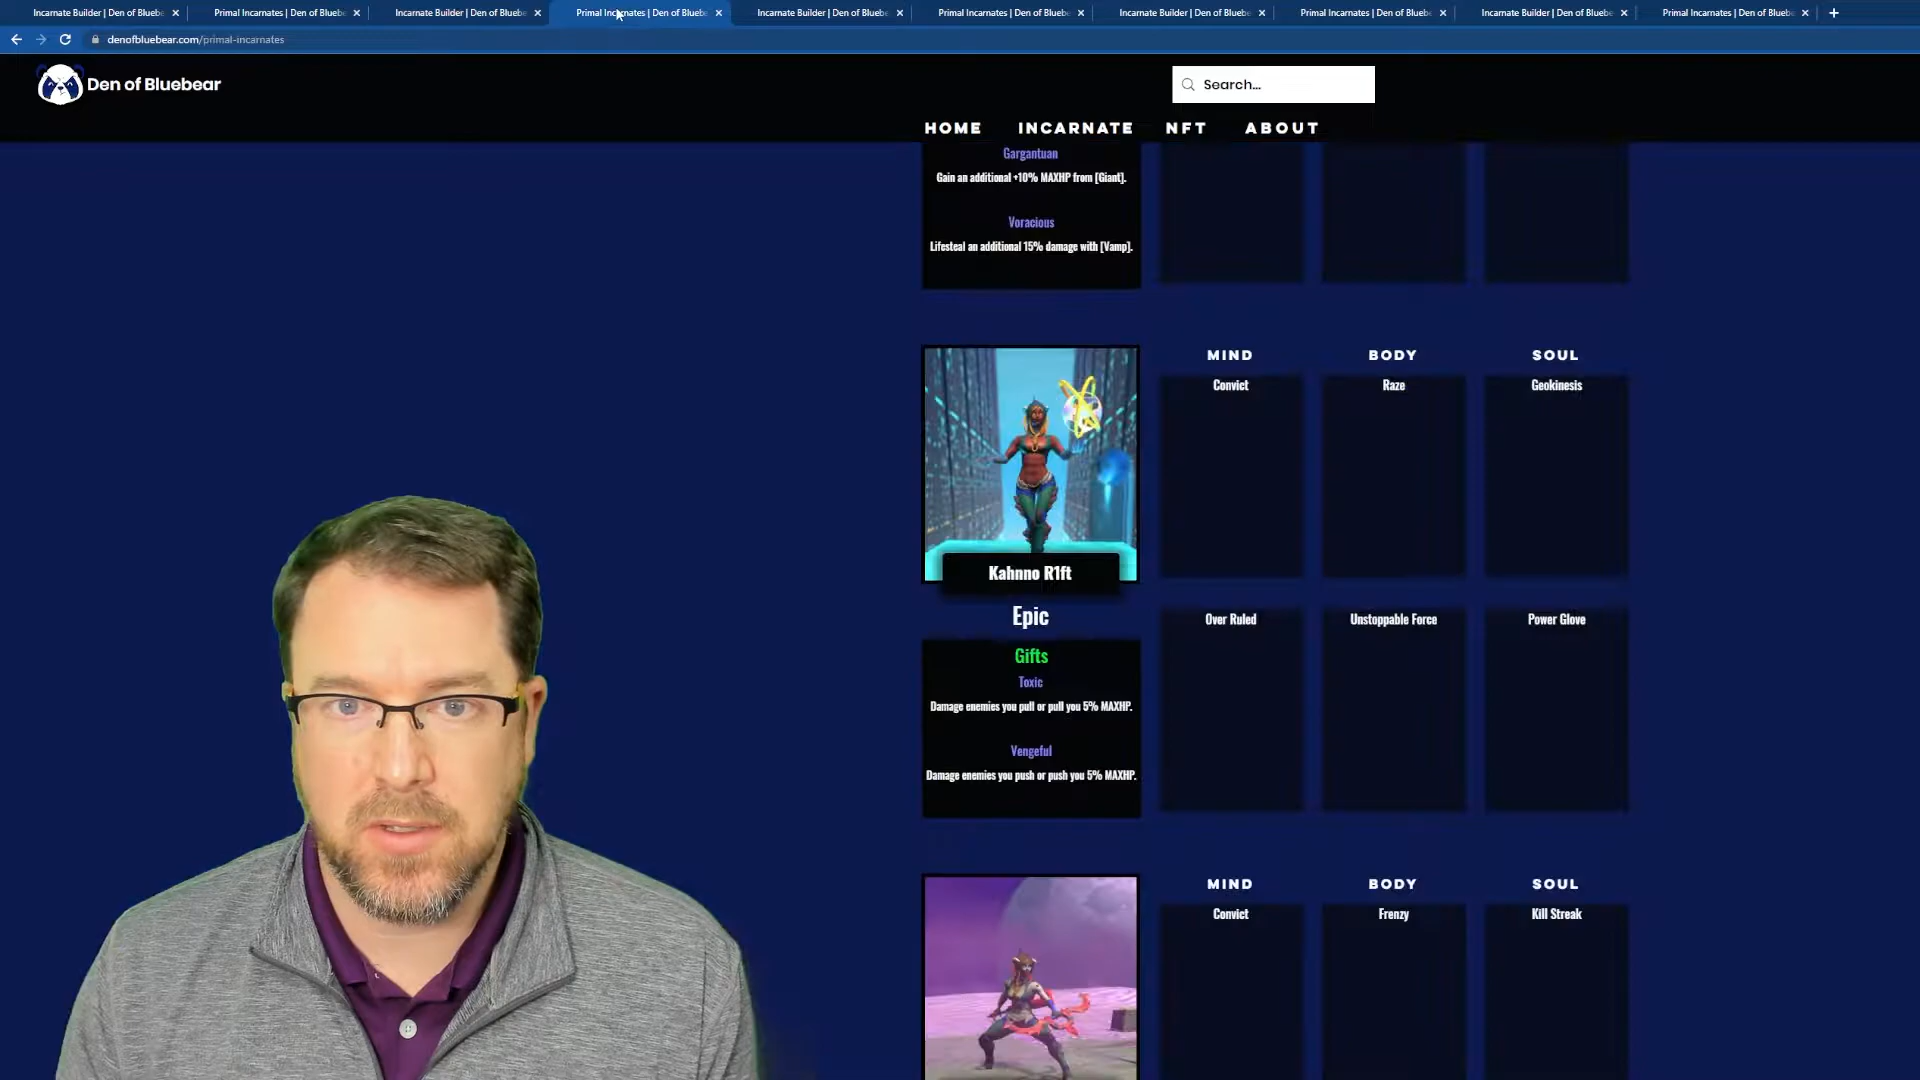 Incarnate Builder | Den of Bluebe
Primal Incarnates | Den of Bluebe
Incarnate Builder | Den of Bluebe
Primal Incarnates | Den of Bluebe
Incarnate Builder | Den of Bluebe
Primal Incarnates | Den of Bluebe
Incarnate Builder | Den of Bluebe
Primal Incarnates | Den of Bluebe
Incarnate Builder | Den of Bluebe
Primal Incarnates | Den of Blueb
denofbluebear.com/primal-incarnates
Den of Bluebear
Search...
HOME INCARNATE NFT ABOUT
Gargantuan
Gain an additional +10% MAXHP from [Giant].
Voracious
Lifesteal an additional 15% damage with [Vamp].
MIND BODY SOUL
Convict Raze Geokinesis
Kahnno R1ft
Epic
Over Ruled Unstoppable Force Power Glove
Gifts
Toxic
Damage enemies you pull or pull you 5% MAXHP.
Vengeful
Damage enemies you push or push you 5% MAXHP.
MIND BODY SOUL
Convict Frenzy Kill Streak